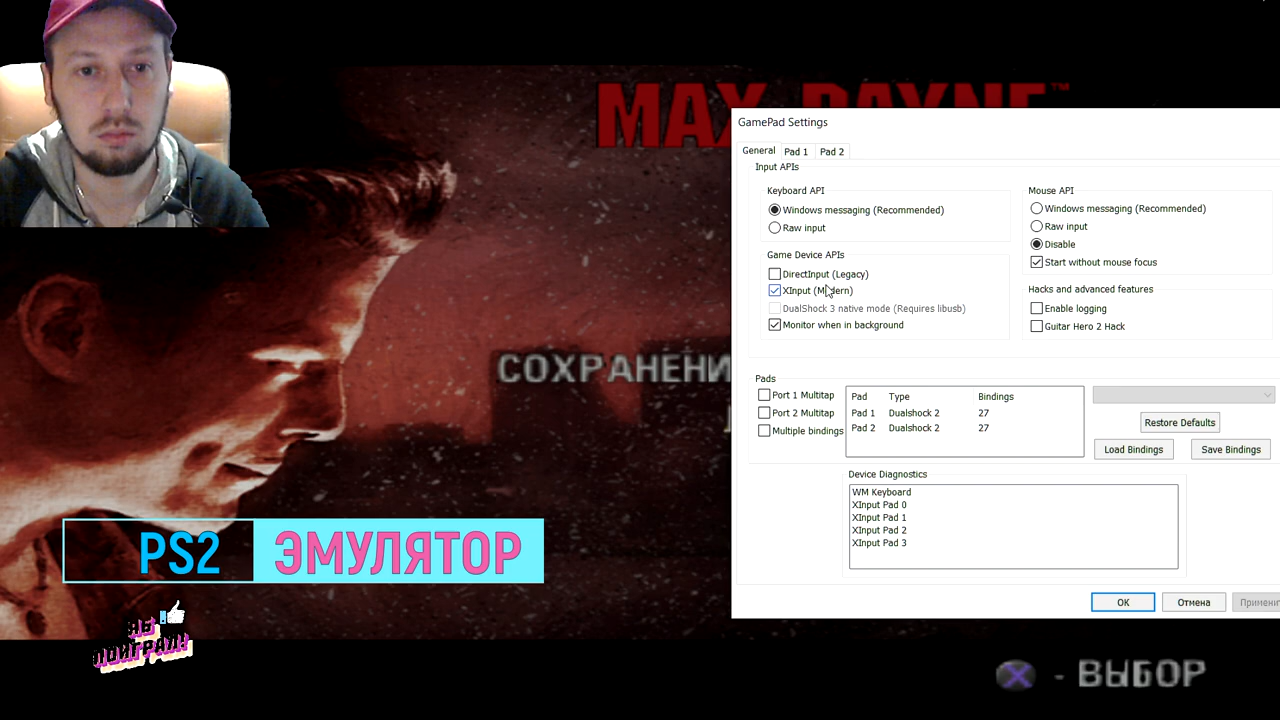 MAX PAYNE™
GamePad Settings
General
Pad 1
Pad 2
Input APIs
Keyboard API
Windows messaging (Recommended)
Raw input
Game Device APIs
DirectInput (Legacy)
XInput (Modern)
DualShock 3 native mode (Requires libusb)
Monitor when in background
Mouse API
Windows messaging (Recommended)
Raw input
Disable
Start without mouse focus
Hacks and advanced features
Enable logging
Guitar Hero 2 Hack
СОХРАНЕНИ
Pads
Port 1 Multitap
Port 2 Multitap
Multiple bindings
Pad Type Bindings
Pad 1 Dualshock 2 27
Pad 2 Dualshock 2 27
Restore Defaults
Load Bindings
Save Bindings
Device Diagnostics
WM Keyboard
XInput Pad 0
XInput Pad 1
XInput Pad 2
XInput Pad 3
OK
Отмена
Применит
PS2 ЭМУЛЯТОР
ЯБ
ПОИГРАЛ!
- ВЫБОР